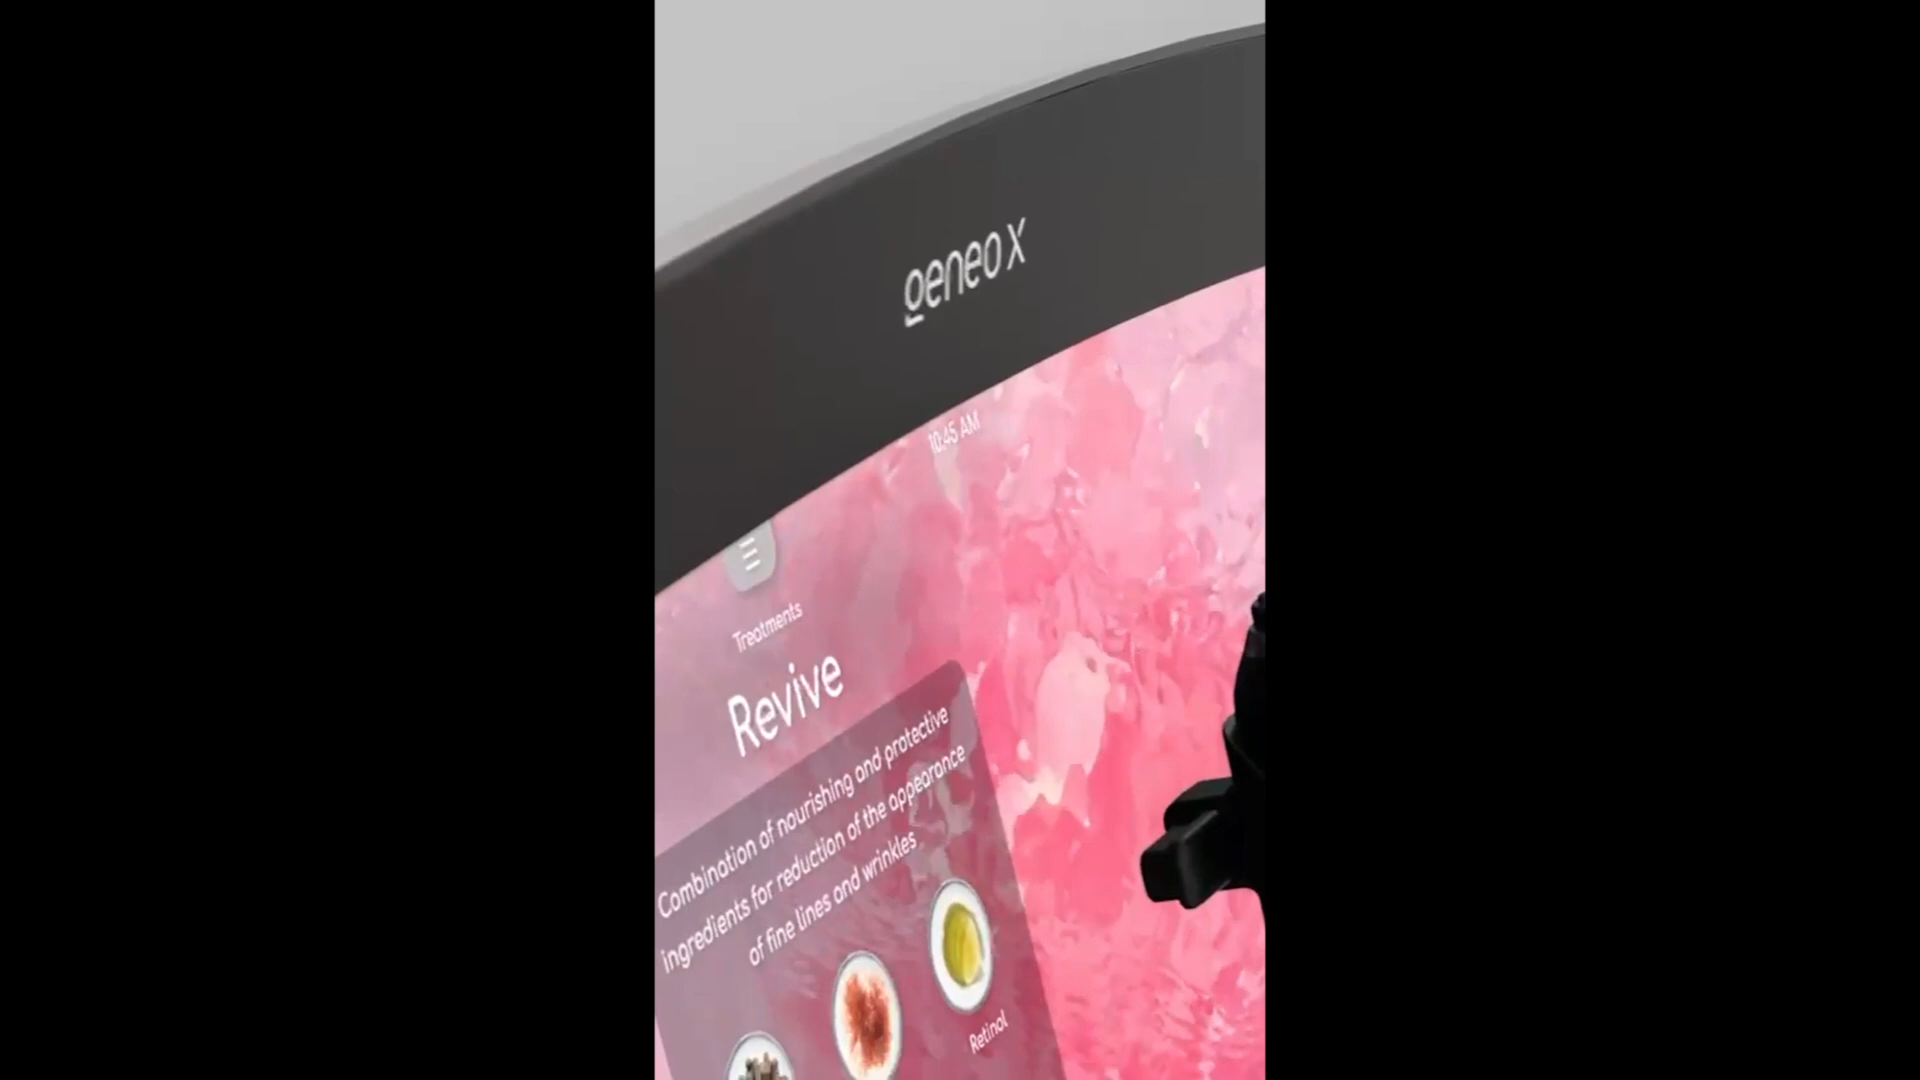 geneo X
10:45 AM
Treatments
Revive
Combination of nourishing and protective
ingredients for reduction of the appearance
of fine lines and wrinkles
Retinol